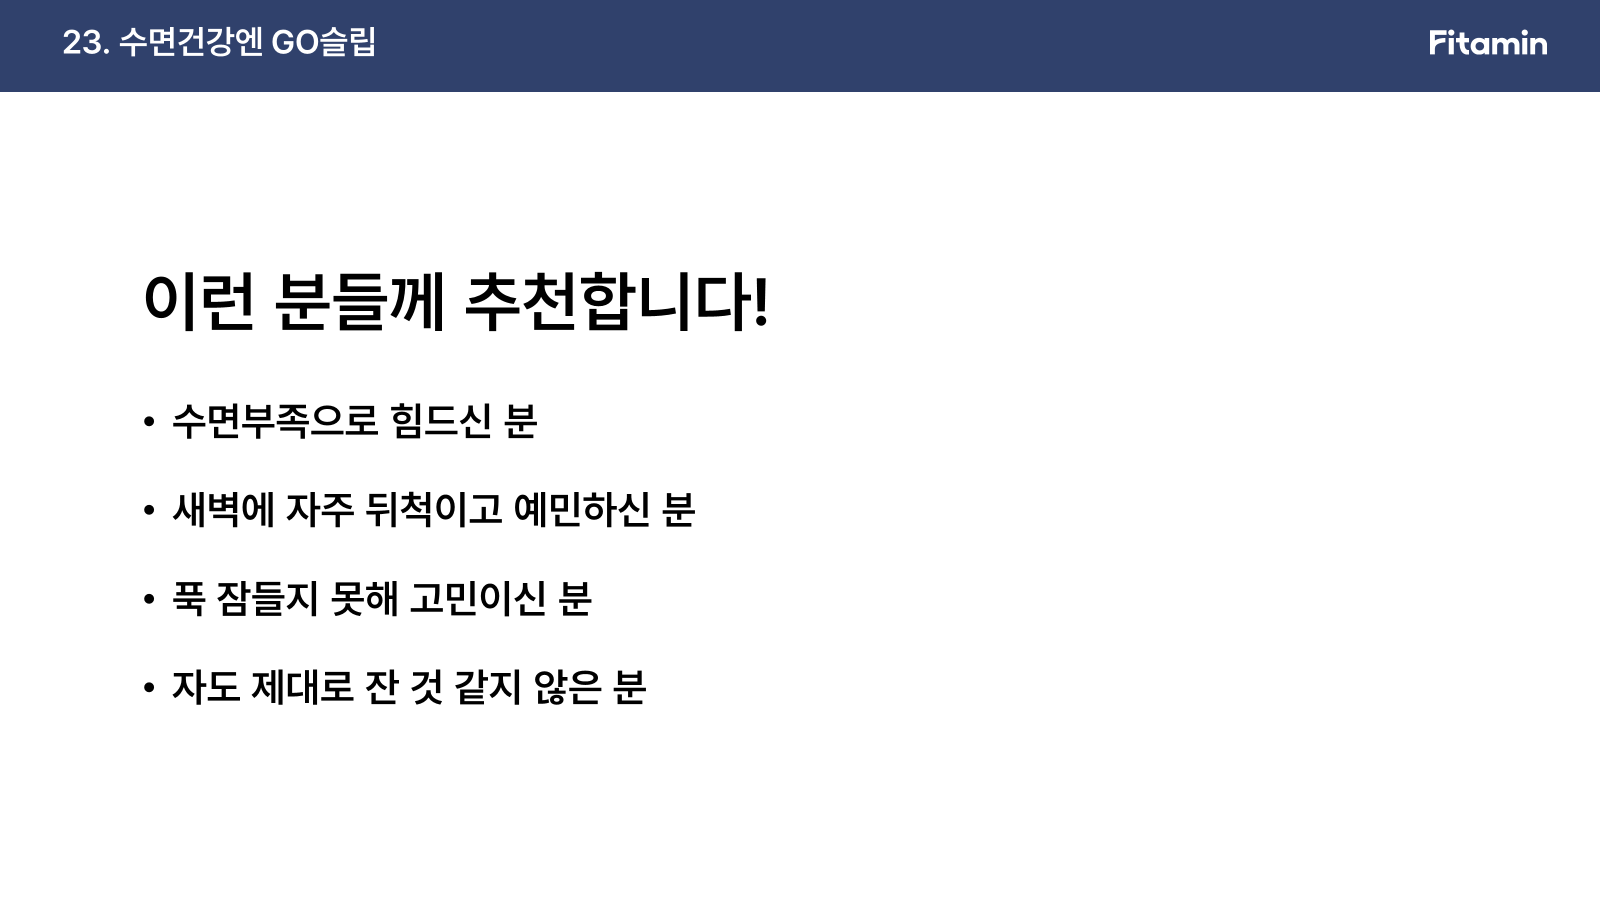 23. 수면건강엔 GO슬립
Fitamin
이런 분들께 추천합니다!
• 수면부족으로 힘드신 분
• 새벽에 자주 뒤척이고 예민하신 분
• 푹 잠들지 못해 고민이신 분
• 자도 제대로 잔 것 같지 않은 분